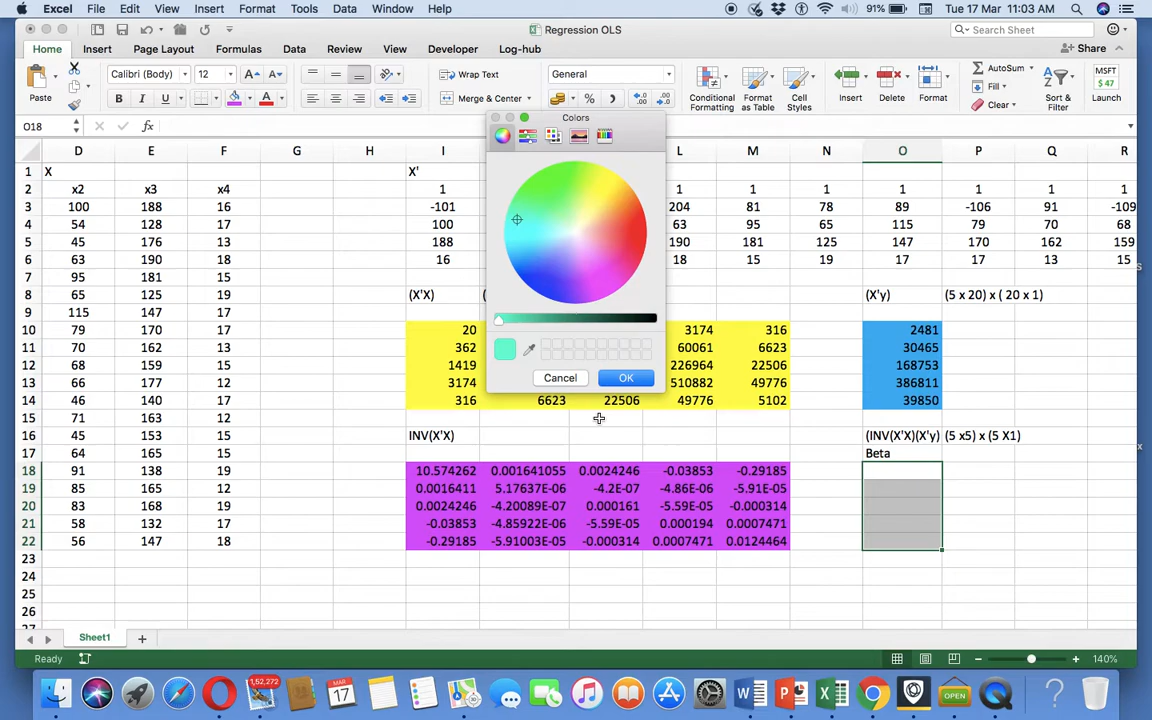 Excel File Edit View Insert Format Tools Data Window Help 91% Tue 17 Mar 11:03 AM
Regression OLS
Search Sheet
Home Insert Page Layout Formulas Data Review View Developer Log-hub
Share
Paste Calibri (Body) 12 Wrap Text General AutoSum
Fill
B I U Merge & Center Conditional Formatting Format as Table Cell Styles Insert Delete Format Clear Sort & Filter Launch
MSFT $ 47
O18 fx
Colors
D E F G H I L M N O P Q R
1 X X'
2 x2 x3 x4 1 1 1 1 1 1 1 1
3 100 188 16 -101 204 81 78 89 -106 91 -109
4 54 128 17 100 63 95 65 115 79 70 68
5 45 176 13 188 190 181 125 147 170 162 159
6 63 190 18 16 18 15 19 17 17 13 15
7 95 181 15
8 65 125 19 (X'X) ( (X'y) (5 x 20) x ( 20 x 1)
9 115 147 17
10 79 170 17 20 3174 316 2481
11 70 162 13 362 60061 6623 30465
12 68 159 15 1419 226964 22506 168753
13 66 177 12 3174 510882 49776 386811
14 46 140 17 316 6623 22506 49776 5102 39850
15 71 163 12
16 45 153 15 INV(X'X) (INV(X'X)(X'y) (5 x5) x (5 X1)
17 64 165 15 Beta
18 91 138 19 10.574262 0.001641055 0.0024246 -0.03853 -0.29185
19 85 165 12 0.0016411 5.17637E-06 -4.2E-07 -4.86E-06 -5.91E-05
20 83 168 19 0.0024246 -4.20089E-07 0.000161 -5.59E-05 -0.000314
21 58 132 17 -0.03853 -4.85922E-06 -5.59E-05 0.000194 0.0007471
22 56 147 18 -0.29185 -5.91003E-05 -0.000314 0.0007471 0.0124464
23
24
25
26
Cancel OK
Sheet1
Ready 140%
1,52,272
MAR
17
OPEN